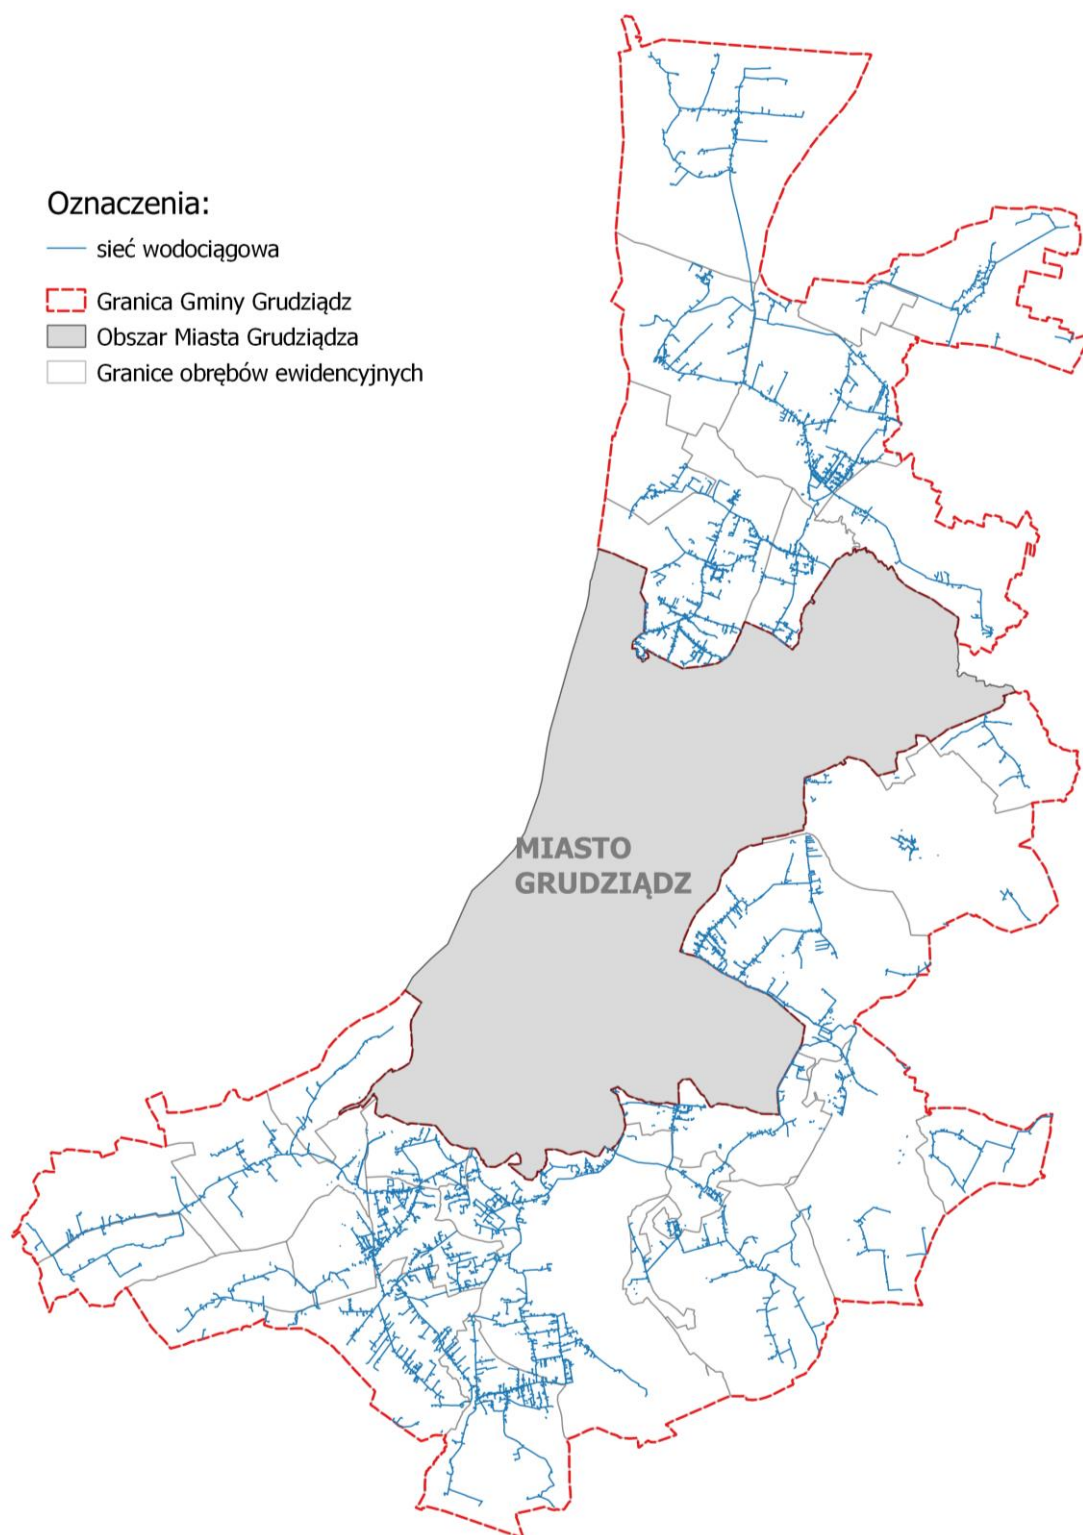 Oznaczenia:
sieć wodociągowa
Granica Gminy Grudziądz
Obszar Miasta Grudziądza
Granice obrębów ewidencyjnych
MIASTO
GRUDZIĄDZ